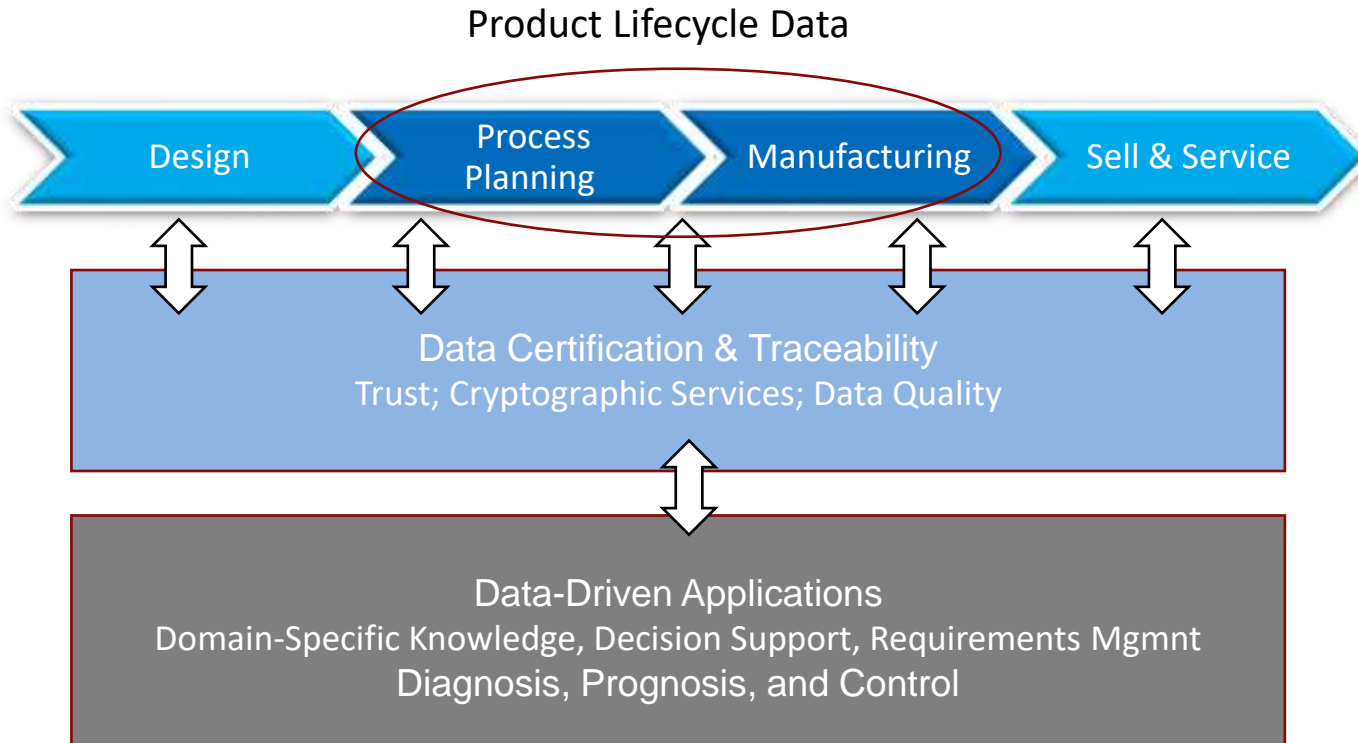 Product Lifecycle Data
Design
Process
Planning
Manufacturing
Sell & Service
Data Certification & Traceability
Trust; Cryptographic Services; Data Quality
Data-Driven Applications
Domain-Specific Knowledge, Decision Support, Requirements Mgmnt
Diagnosis, Prognosis, and Control